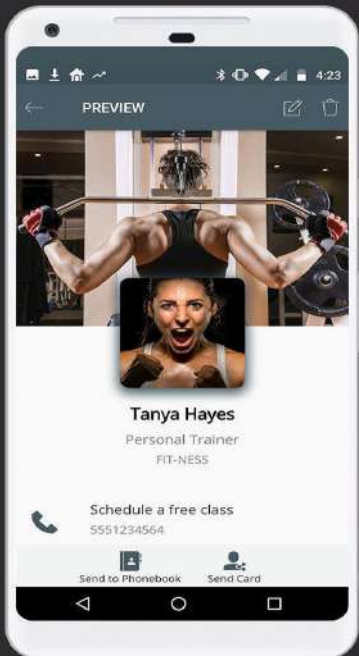 4:23
PREVIEW
Tanya Hayes
Personal Trainer
FIT-NESS
Schedule a free class
5551234564
Send to Phonebook
Send Card